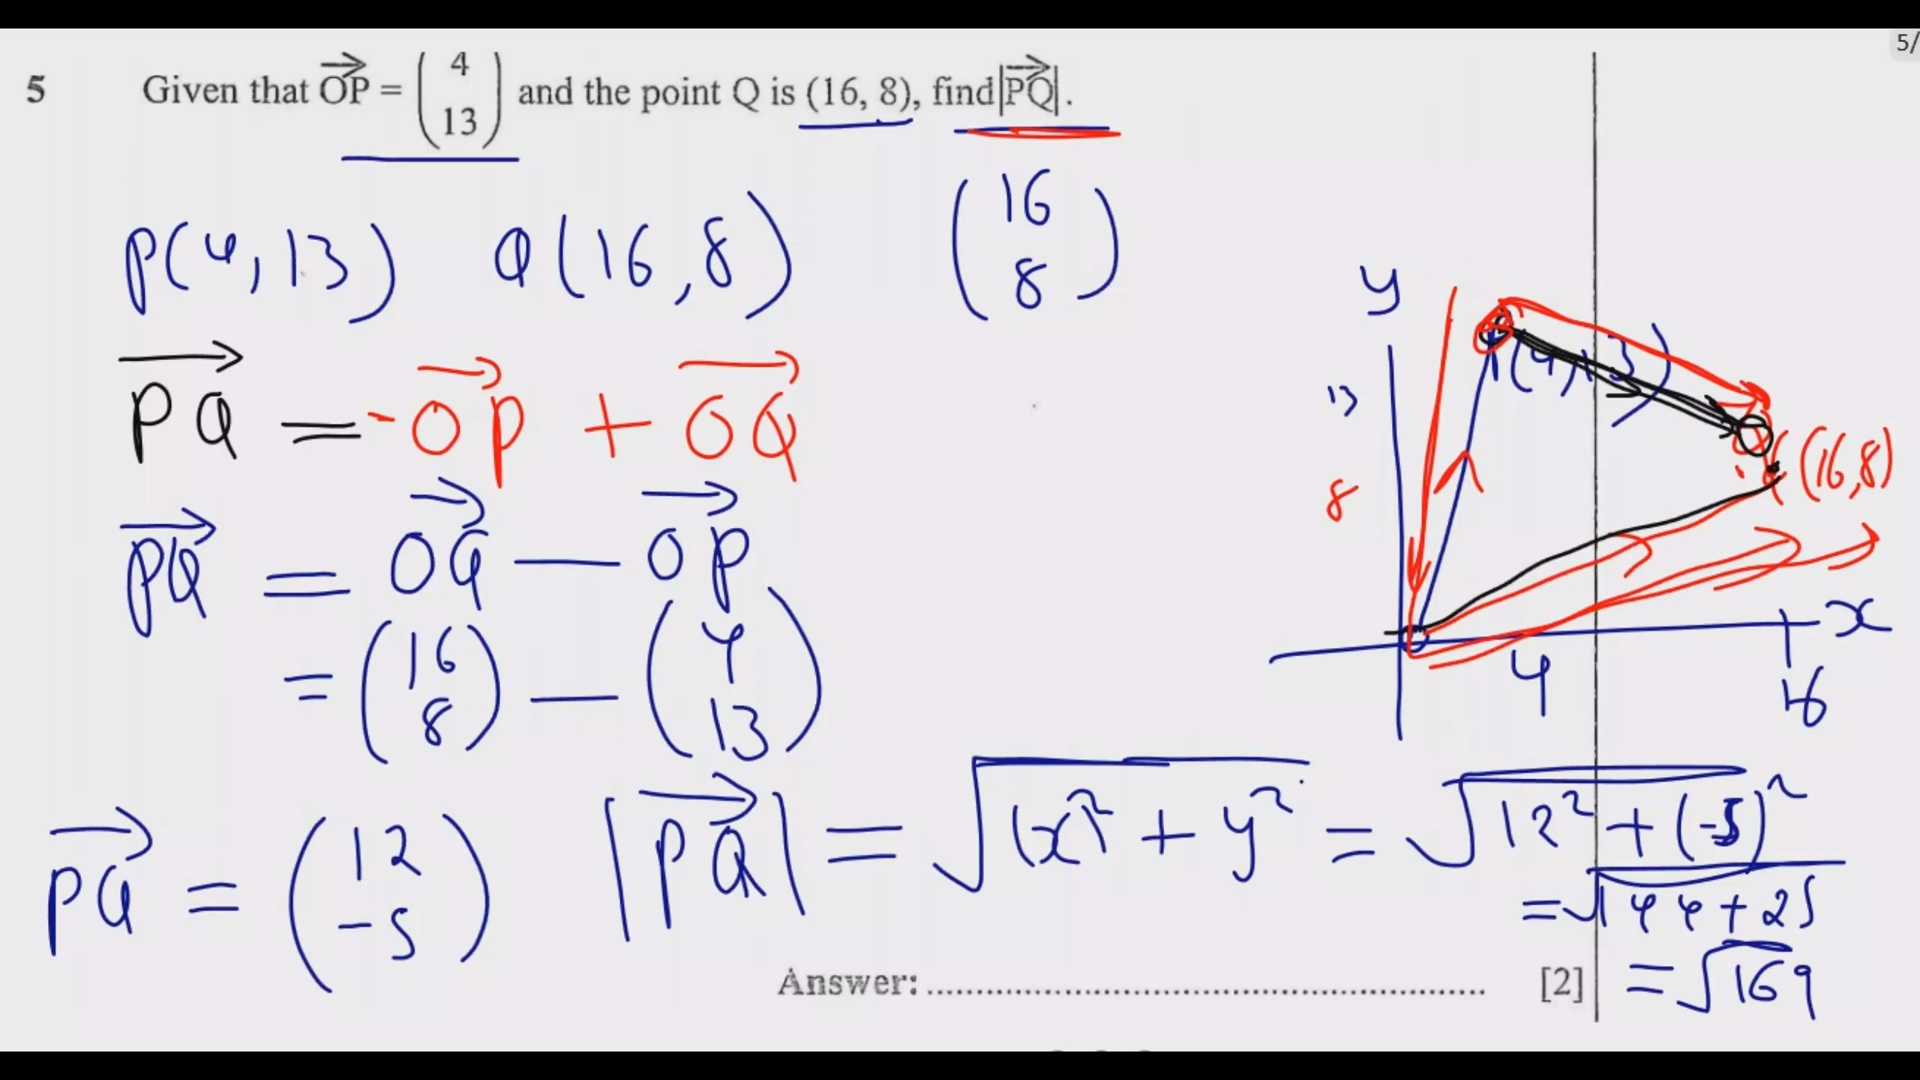 5/
5 Given that OP = (4 13) and the point Q is (16, 8), find |PQ|.
P(4,13) Q(16,8) (16 8)
PQ = -OP + OQ
PQ = OQ — OP
= (16 8) — (4 13)
PQ = (12 -5) |PQ| = √(x² + y² = √12² + (-5)²
= √144+25
= √169
y
(4,13)
13
8
(16,8)
x
4
16
Answer: ........................................................ [2]